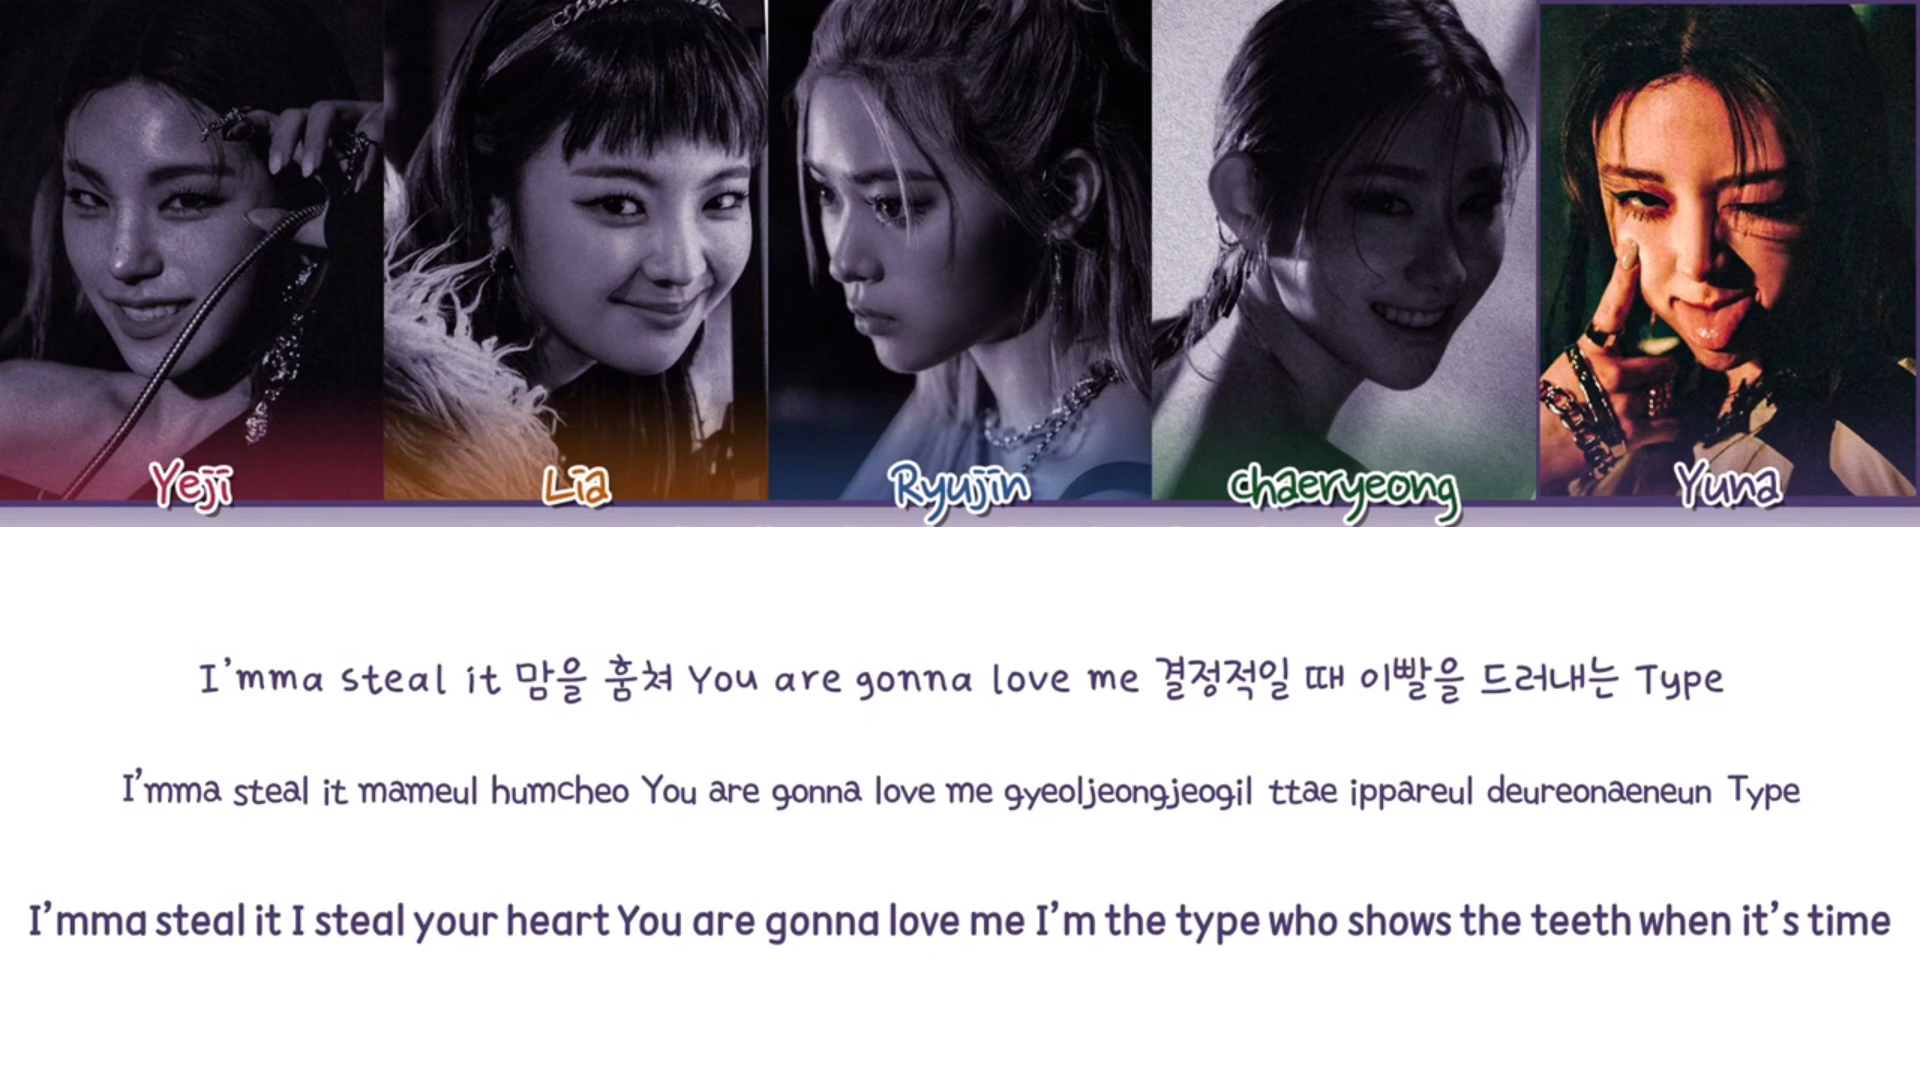 Yeji
Lia
Ryujin
chaeryeong
Yuna
I'mma steal it 맘을 훔쳐 You are gonna love me 결정적일 때 이빨을 드러내는 Type
I'mma steal it mameul humcheo You are gonna love me gyeoljeongjeogil ttae ippareul deureonaeneun Type
I'mma steal it I steal your heart You are gonna love me I'm the type who shows the teeth when it's time